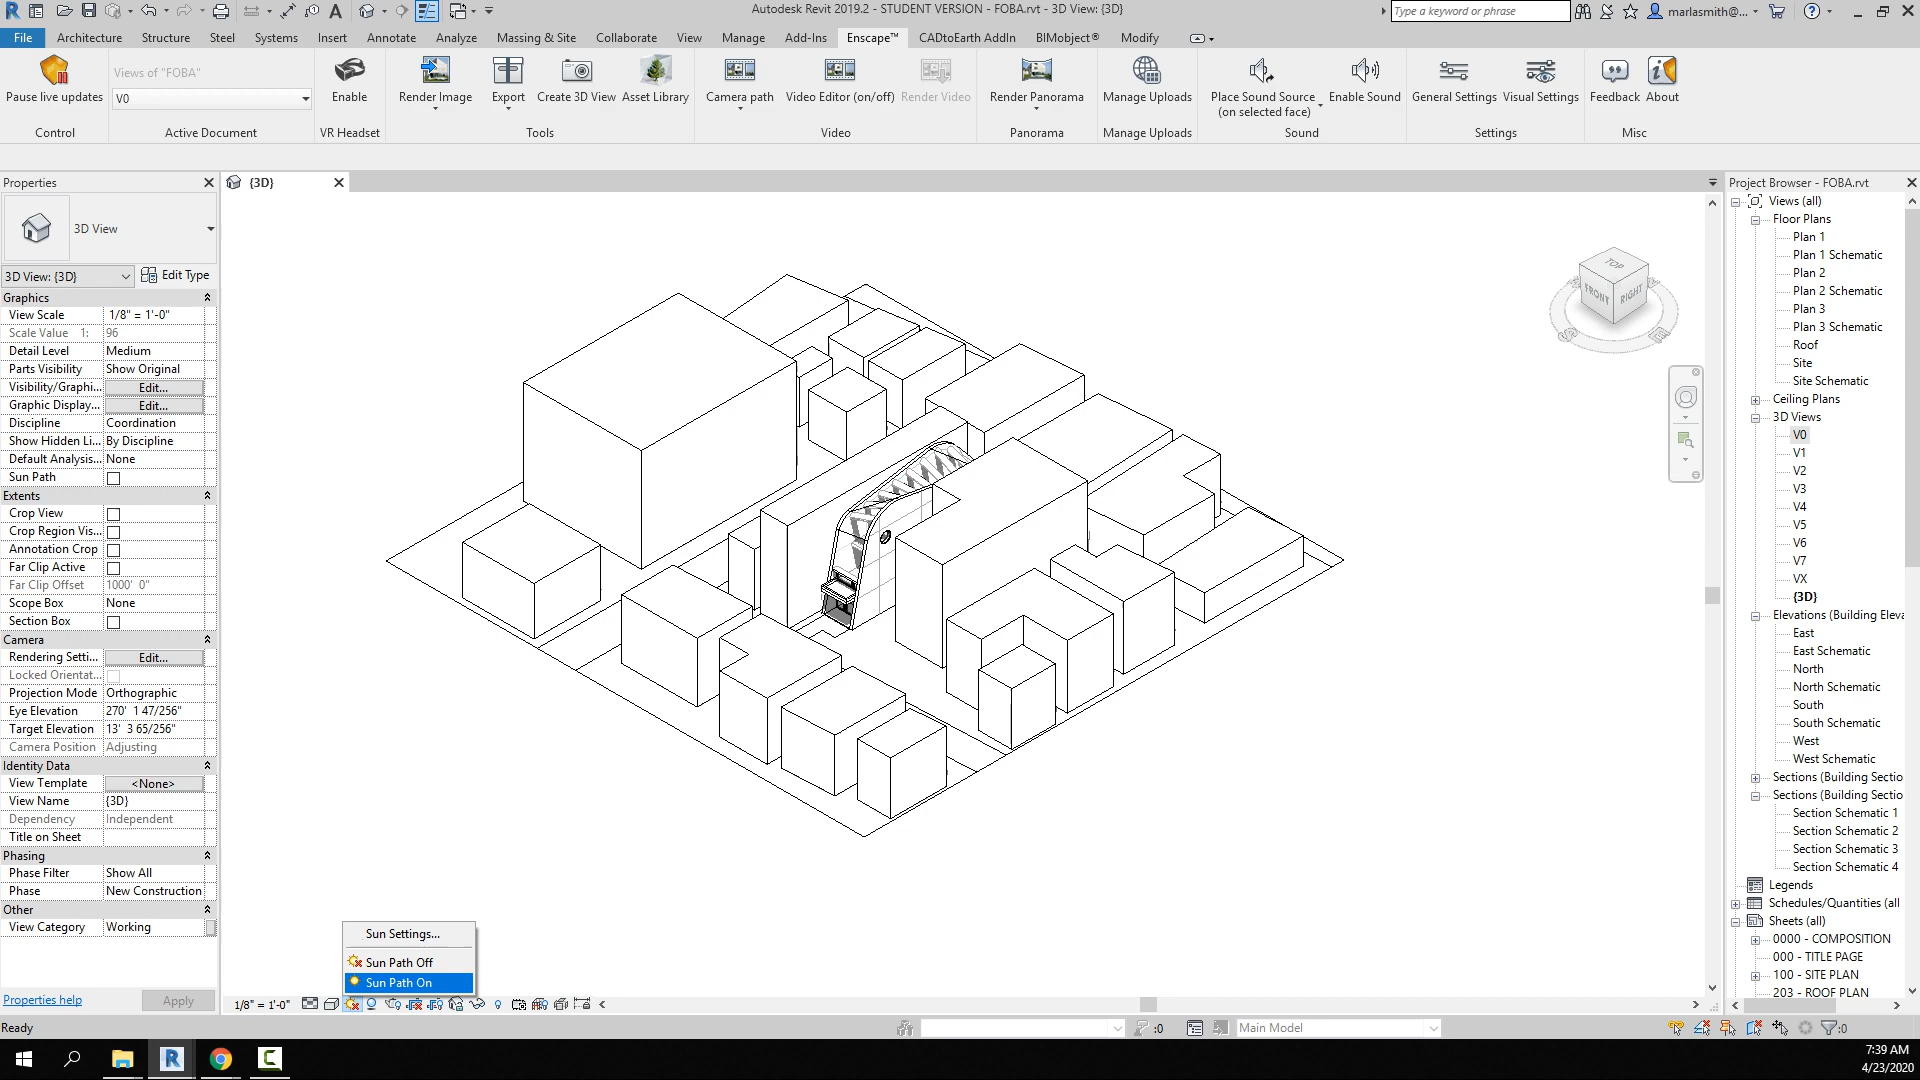 Autodesk Revit 2019.2 - STUDENT VERSION - FOBA.rvt - 3D View: {3D}
Type a keyword or phrase
marlasmith@...
File Architecture Structure Steel Systems Insert Annotate Analyze Massing & Site Collaborate View Manage Add-Ins Enscape™ CADtoEarth AddIn BIMobject® Modify
Views of "FOBA"
V0
Pause live updates
Enable
Render Image
Export
Create 3D View
Asset Library
Camera path
Video Editor (on/off)
Render Video
Render Panorama
Manage Uploads
Place Sound Source
(on selected face)
Enable Sound
General Settings
Visual Settings
Feedback
About
Control
Active Document
VR Headset
Tools
Video
Panorama
Manage Uploads
Sound
Settings
Misc
Properties
3D View
3D View: {3D}
Edit Type
Graphics
View Scale 1/8" = 1'-0"
Scale Value 1: 96
Detail Level Medium
Parts Visibility Show Original
Visibility/Graphi... Edit...
Graphic Display... Edit...
Discipline Coordination
Show Hidden Li... By Discipline
Default Analysis... None
Sun Path
Extents
Crop View
Crop Region Vis...
Annotation Crop
Far Clip Active
Far Clip Offset 1000' 0"
Scope Box None
Section Box
Camera
Rendering Setti... Edit...
Locked Orientat...
Projection Mode Orthographic
Eye Elevation 270' 1 47/256"
Target Elevation 13' 3 65/256"
Camera Position Adjusting
Identity Data
View Template <None>
View Name {3D}
Dependency Independent
Title on Sheet
Phasing
Phase Filter Show All
Phase New Construction
Other
View Category Working
Properties help
Apply
{3D}
TOP
FRONT
RIGHT
S
E
Sun Settings...
Sun Path Off
Sun Path On
1/8" = 1'-0"
Project Browser - FOBA.rvt
Views (all)
Floor Plans
Plan 1
Plan 1 Schematic
Plan 2
Plan 2 Schematic
Plan 3
Plan 3 Schematic
Roof
Site
Site Schematic
Ceiling Plans
3D Views
V0
V1
V2
V3
V4
V5
V6
V7
VX
{3D}
Elevations (Building Eleva
East
East Schematic
North
North Schematic
South
South Schematic
West
West Schematic
Sections (Building Sectio
Sections (Building Sectio
Section Schematic 1
Section Schematic 2
Section Schematic 3
Section Schematic 4
Legends
Schedules/Quantities (all
Sheets (all)
0000 - COMPOSITION
000 - TITLE PAGE
100 - SITE PLAN
203 - ROOF PLAN
Ready
:0
Main Model
:0
7:39 AM
4/23/2020